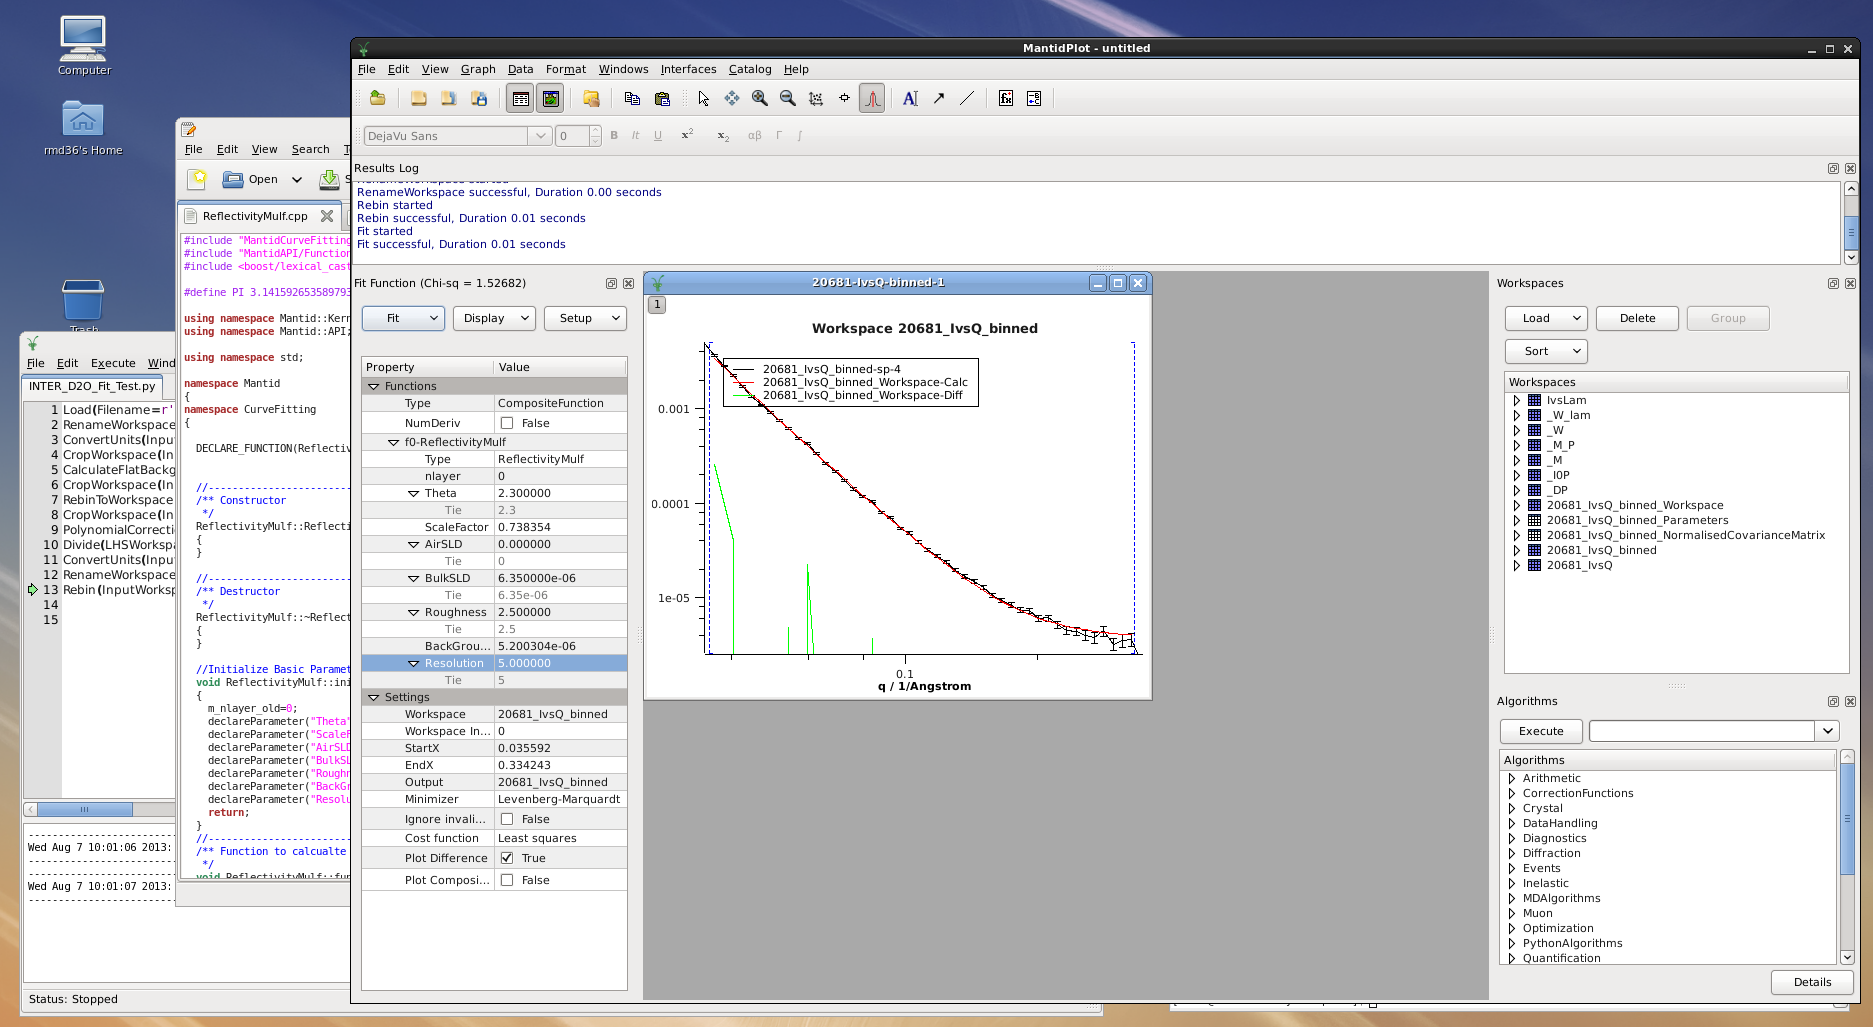 Computer
rmd36's Home
Trash
File Edit View Search
Open
ReflectivityMulf.cpp
#include "MantidCurveFitting
#include "MantidAPI/Function
#include <boost/lexical_cast
#define PI 3.14159265358979
using namespace Mantid::Kern
using namespace Mantid::API;
using namespace std;
namespace Mantid
{
namespace CurveFitting
{
DECLARE_FUNCTION(Reflectiv
//-----------------------
/** Constructor
*/
ReflectivityMulf::Reflecti
{
}
//-----------------------
/** Destructor
*/
ReflectivityMulf::~Reflect
{
}
//Initialize Basic Paramet
void ReflectivityMulf::ini
{
m_nlayer_old=0;
declareParameter("Theta"
declareParameter("ScaleF
declareParameter("AirSLD
declareParameter("BulkSL
declareParameter("Roughn
declareParameter("BackGr
declareParameter("Resolu
return;
}
//-----------------------
/** Function to calcualte
*/
void ReflectivityMulf::fun
File Edit Execute Wind
INTER_D2O_Fit_Test.py
1 Load(Filename=r'
2 RenameWorkspace
3 ConvertUnits(Input
4 CropWorkspace(In
5 CalculateFlatBackg
6 CropWorkspace(In
7 RebinToWorkspace
8 CropWorkspace(In
9 PolynomialCorrecti
10 Divide(LHSWorkspa
11 ConvertUnits(Input
12 RenameWorkspace
13 Rebin(InputWorksp
14
15
Wed Aug 7 10:01:06 2013:
Wed Aug 7 10:01:07 2013:
Status: Stopped
MantidPlot - untitled
File Edit View Graph Data Format Windows Interfaces Catalog Help
DejaVu Sans 0 B It U x² x₂ αβ Γ ∫
Results Log
RenameWorkspace successful, Duration 0.00 seconds
Rebin started
Rebin successful, Duration 0.01 seconds
Fit started
Fit successful, Duration 0.01 seconds
Fit Function (Chi-sq = 1.52682)
Fit Display Setup
Property Value
Functions
Type CompositeFunction
NumDeriv False
f0-ReflectivityMulf
Type ReflectivityMulf
nlayer 0
Theta 2.300000
Tie 2.3
ScaleFactor 0.738354
AirSLD 0.000000
Tie 0
BulkSLD 6.350000e-06
Tie 6.35e-06
Roughness 2.500000
Tie 2.5
BackGrou... 5.200304e-06
Resolution 5.000000
Tie 5
Settings
Workspace 20681_IvsQ_binned
Workspace In... 0
StartX 0.035592
EndX 0.334243
Output 20681_IvsQ_binned
Minimizer Levenberg-Marquardt
Ignore invali... False
Cost function Least squares
Plot Difference True
Plot Composi... False
20681-IvsQ-binned-1
1
Workspace 20681_IvsQ_binned
20681_IvsQ_binned-sp-4
20681_IvsQ_binned_Workspace-Calc
20681_IvsQ_binned_Workspace-Diff
0.001
0.0001
1e-05
0.1
q / 1/Angstrom
Workspaces
Load Delete Group
Sort
Workspaces
IvsLam
_W_lam
_W
_M_P
_M
_I0P
_DP
20681_IvsQ_binned_Workspace
20681_IvsQ_binned_Parameters
20681_IvsQ_binned_NormalisedCovarianceMatrix
20681_IvsQ_binned
20681_IvsQ
Algorithms
Execute
Algorithms
Arithmetic
CorrectionFunctions
Crystal
DataHandling
Diagnostics
Diffraction
Events
Inelastic
MDAlgorithms
Muon
Optimization
PythonAlgorithms
Quantification
Details